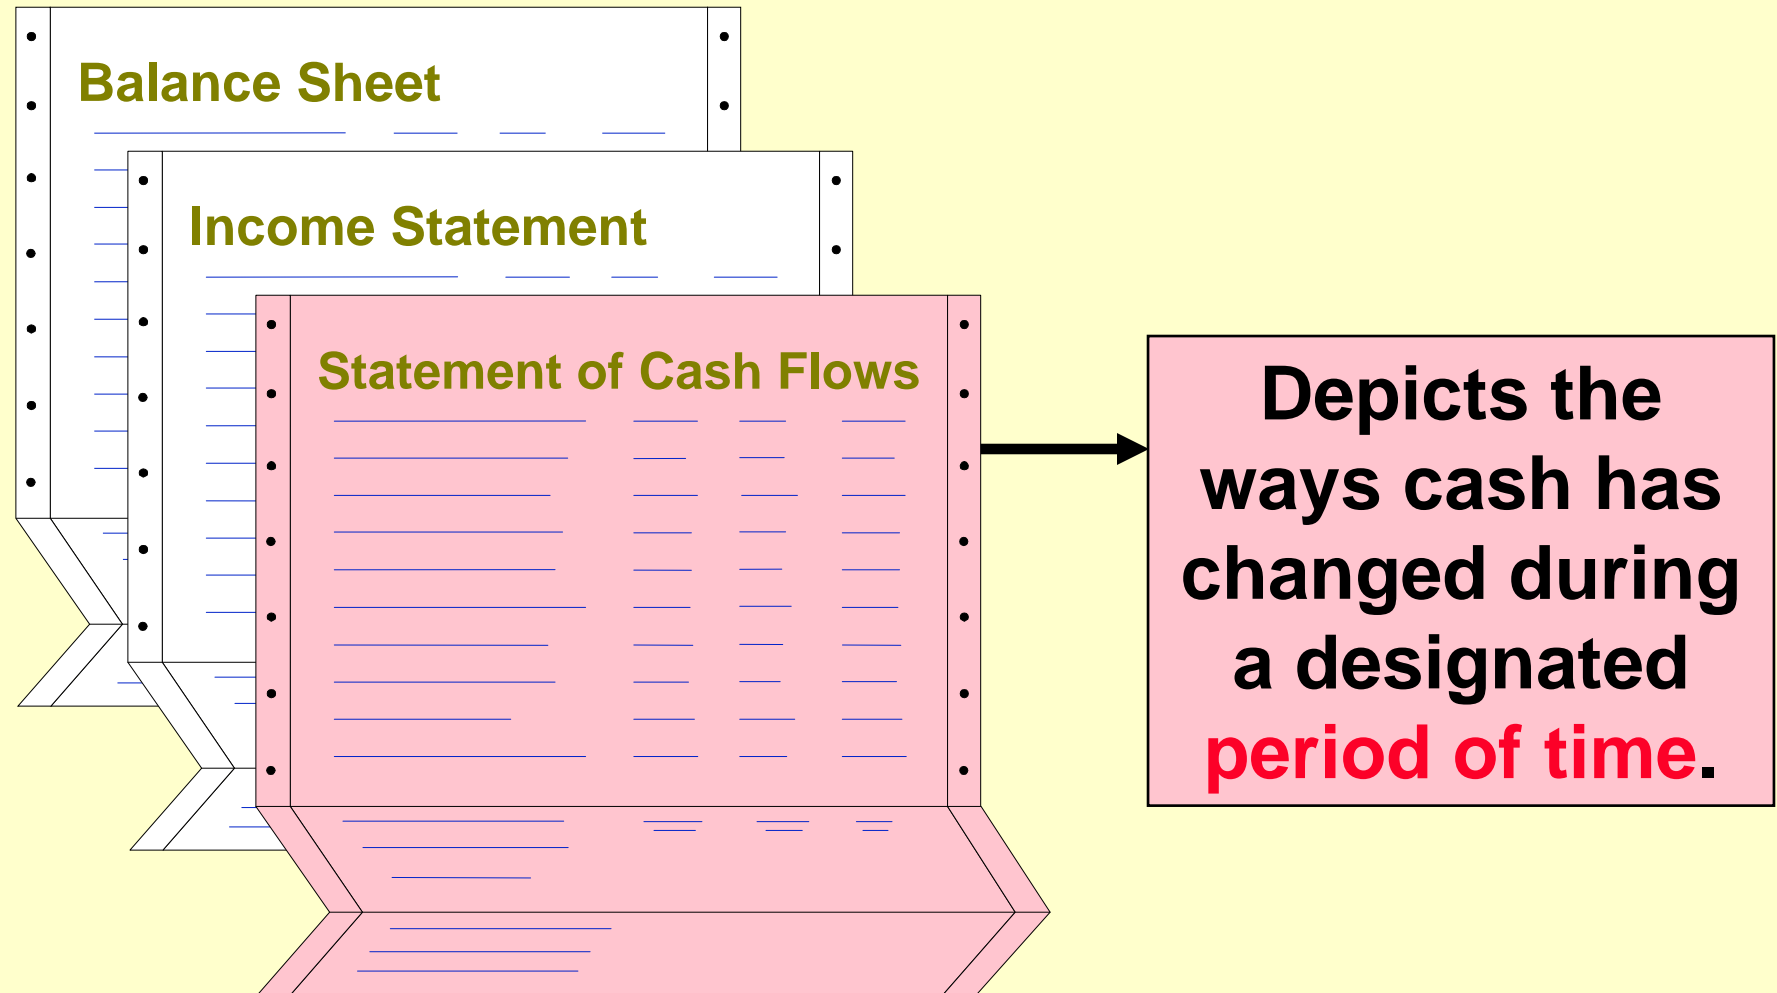 Balance Sheet
Income Statement
Statement of Cash Flows
Depicts the
ways cash has
changed during
a designated
period of time.